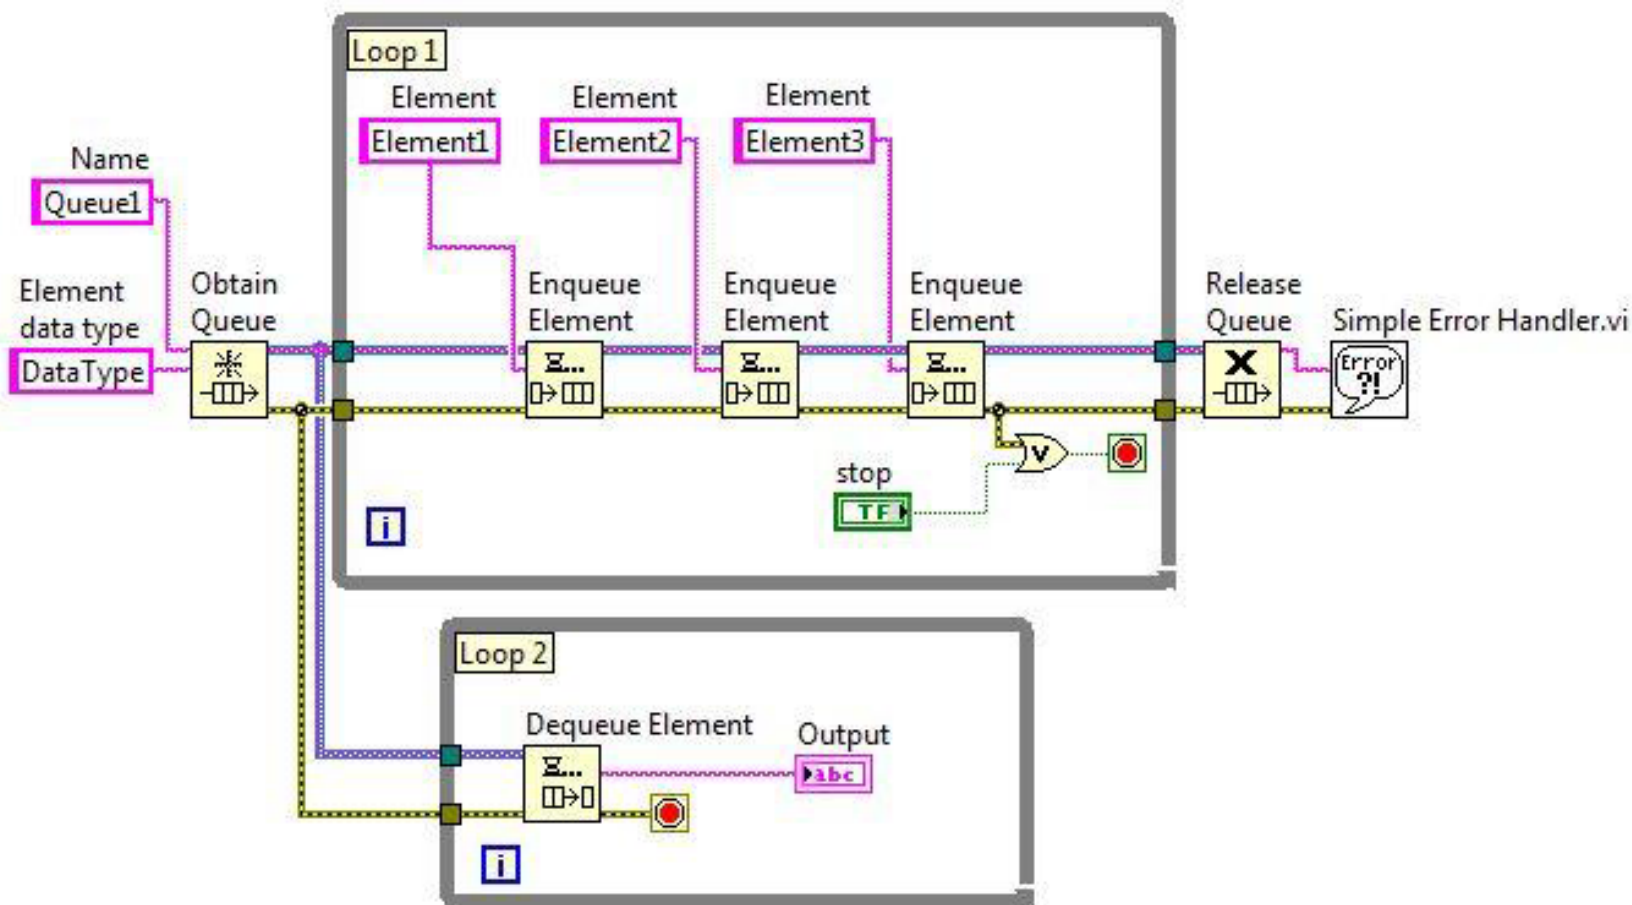 Loop 1
Element
Element
Element
Element1
Element2
Element3
Name
Queue1
Element
data type
DataType
Obtain
Queue
Enqueue
Element
Enqueue
Element
Enqueue
Element
Release
Queue
Simple Error Handler.vi
Error
?!
X
V
stop
TF
i
Loop 2
Dequeue Element
Output
abc
i